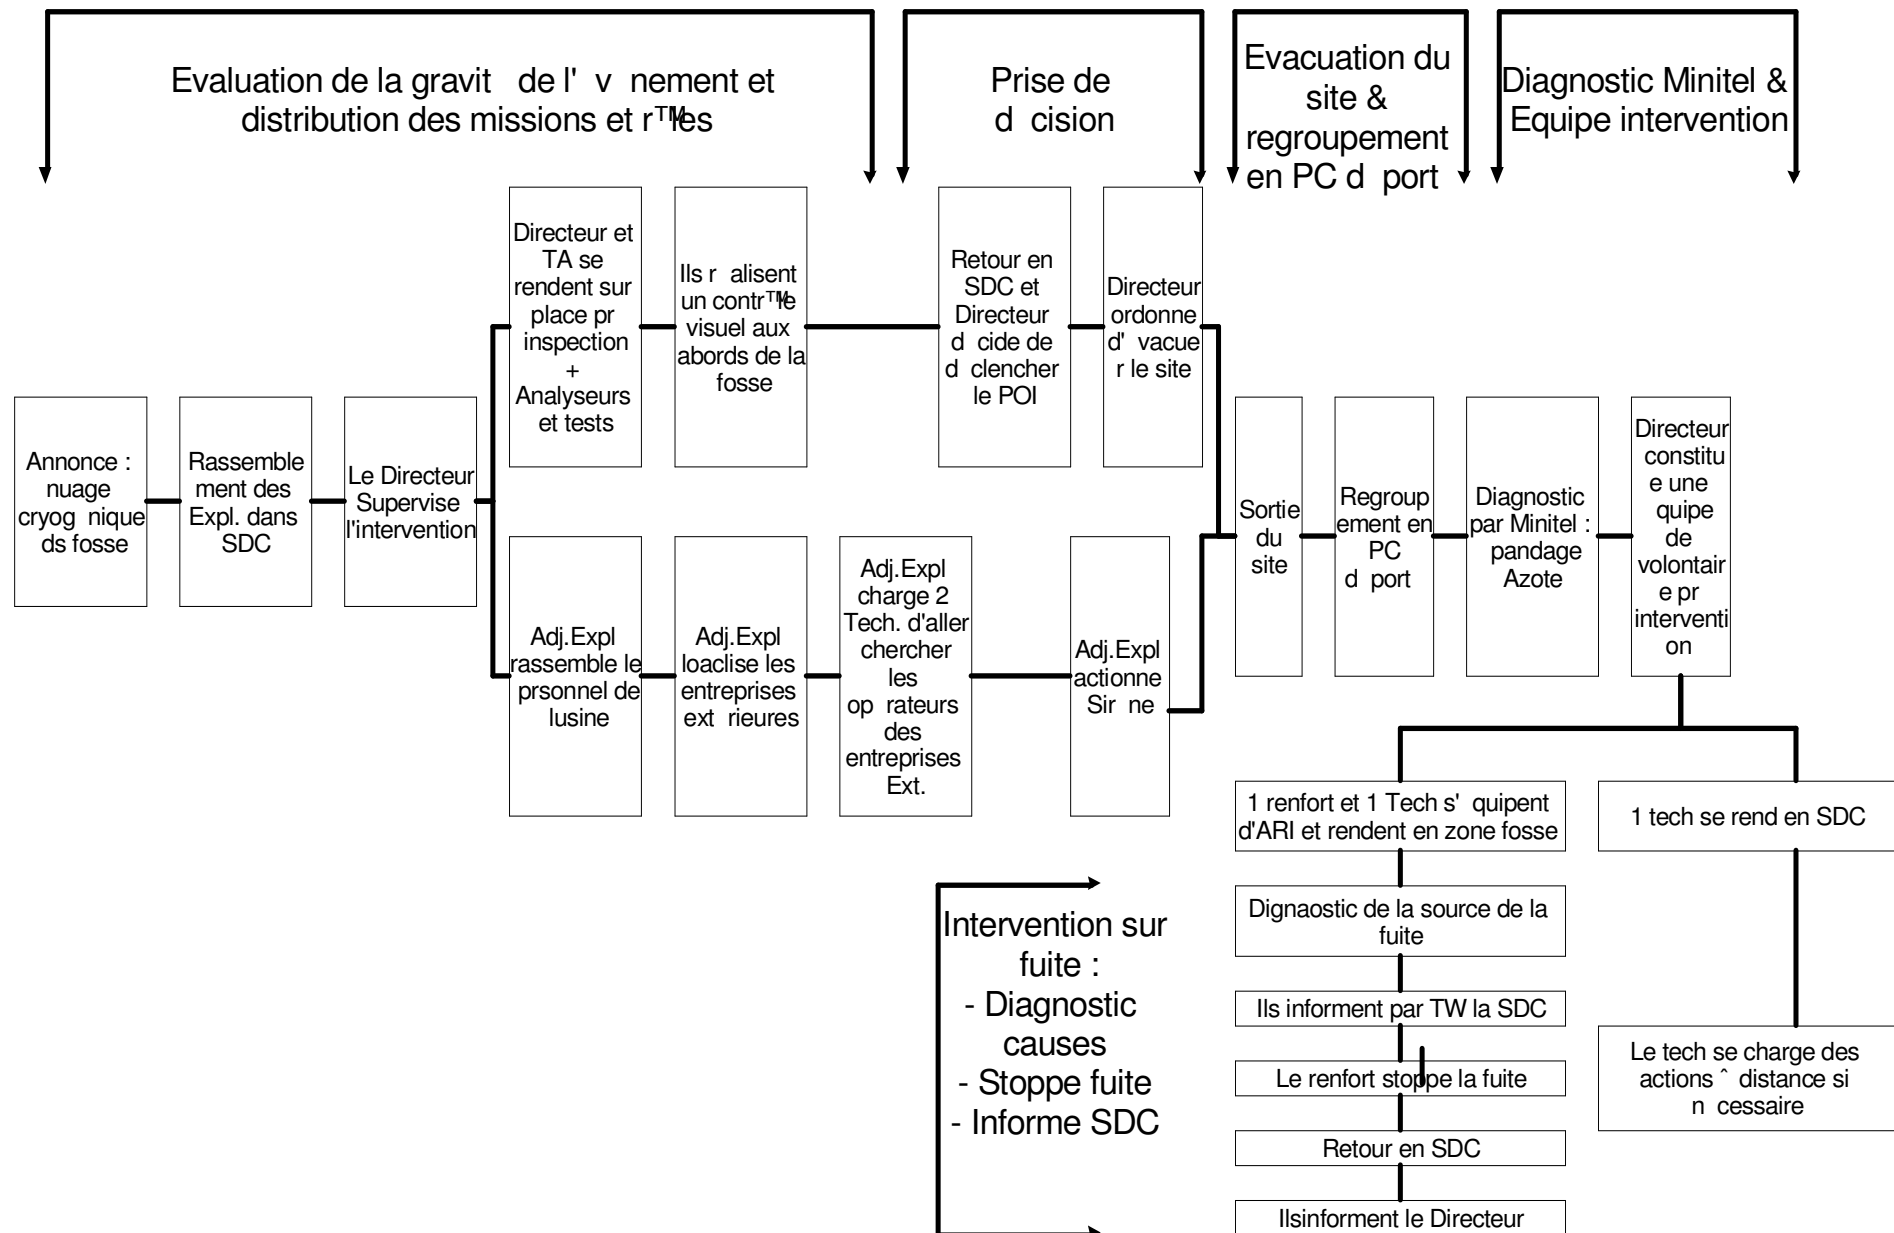 Evaluation de la gravit de l' v nement et
distribution des missions et r™les
Prise de
d cision
Evacuation du
site &
regroupement
en PC d port
Diagnostic Minitel &
Equipe intervention
Annonce :
nuage
cryog nique
ds fosse
Rassemble
ment des
Expl. dans
SDC
Le Directeur
Supervise
l'intervention
Directeur et
TA se
rendent sur
place pr
inspection
+
Analyseurs
et tests
Ils r alisent
un contr™le
visuel aux
abords de la
fosse
Retour en
SDC et
Directeur
d cide de
d clencher
le POI
Directeur
ordonne
d' vacue
r le site
Adj.Expl
rassemble le
prsonnel de
lusine
Adj.Expl
loaclise les
entreprises
ext rieures
Adj.Expl
charge 2
Tech. d'aller
chercher
les
op rateurs
des
entreprises
Ext.
Adj.Expl
actionne
Sir ne
Sortie
du
site
Regroup
ement en
PC
d port
Diagnostic
par Minitel :
pandage
Azote
Directeur
constitu
e une
quipe
de
volontair
e pr
interventi
on
1 renfort et 1 Tech s' quipent
d'ARI et rendent en zone fosse
1 tech se rend en SDC
Intervention sur
fuite :
- Diagnostic
causes
- Stoppe fuite
- Informe SDC
Dignaostic de la source de la
fuite
Ils informent par TW la SDC
Le renfort stoppe la fuite
Retour en SDC
Ilsinforment le Directeur
Le tech se charge des
actions ˆ distance si
n cessaire